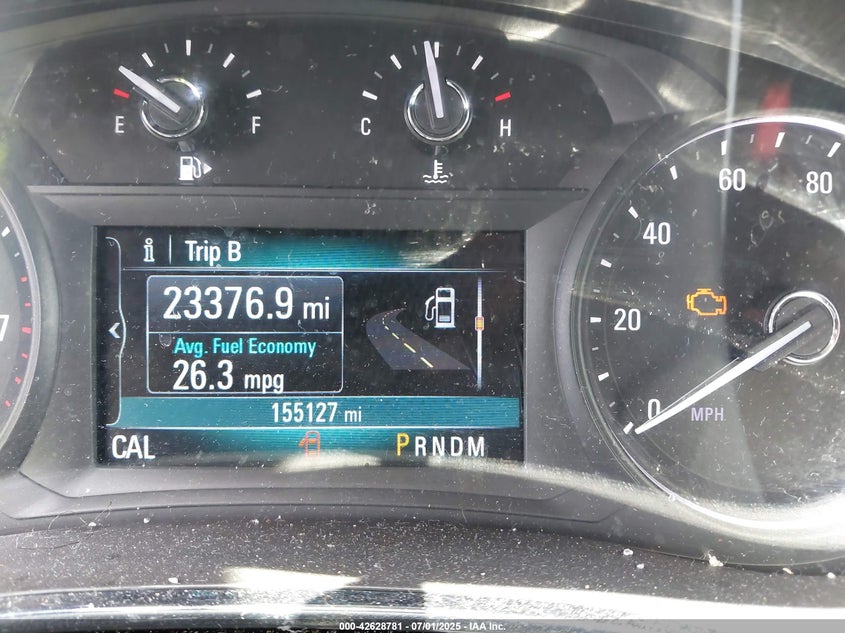 E F
C H
60
80
40
20
0
MPH
7
i Trip B
23376.9 mi
Avg. Fuel Economy
26.3 mpg
155127 mi
CAL PRNDM
000-42628781 - 07/01/2025 - IAA Inc.